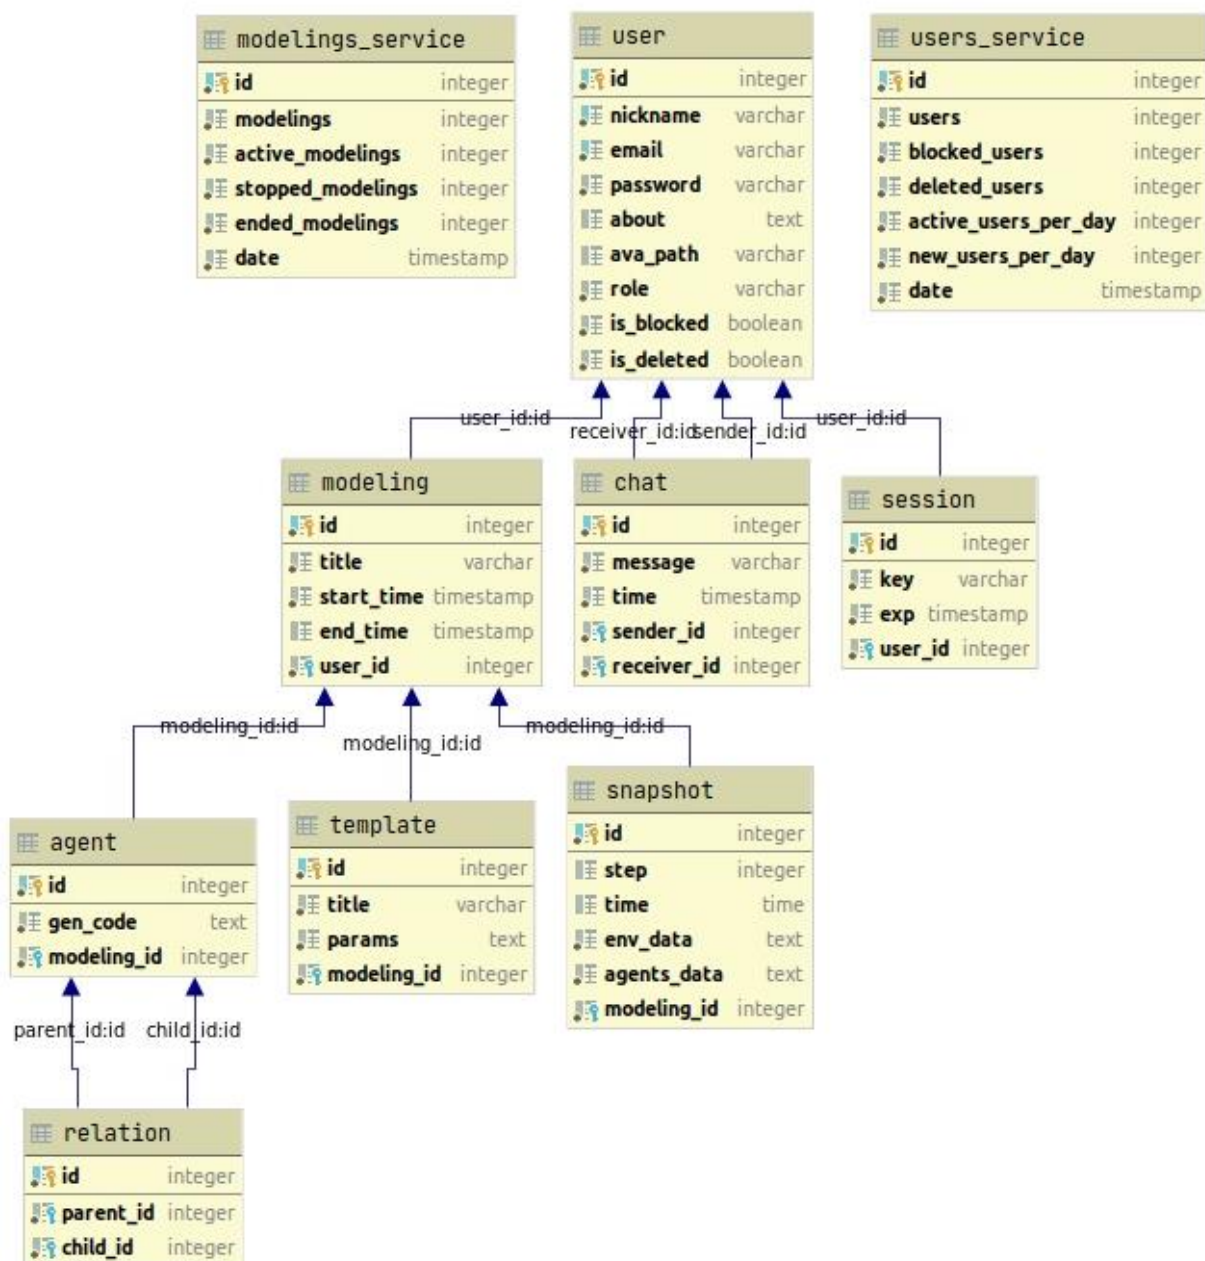 modelings_service
id integer
modelings integer
active_modelings integer
stopped_modelings integer
ended_modelings integer
date timestamp
user
id integer
nickname varchar
email varchar
password varchar
about text
ava_path varchar
role varchar
is_blocked boolean
is_deleted boolean
users_service
id integer
users integer
blocked_users integer
deleted_users integer
active_users_per_day integer
new_users_per_day integer
date timestamp
user_id:id
receiver_id:id
sender_id:id
user_id:id
modeling
id integer
title varchar
start_time timestamp
end_time timestamp
user_id integer
chat
id integer
message varchar
time timestamp
sender_id integer
receiver_id integer
session
id integer
key varchar
exp timestamp
user_id integer
modeling_id:id
modeling_id:id
modeling_id:id
agent
id integer
gen_code text
modeling_id integer
template
id integer
title varchar
params text
modeling_id integer
snapshot
id integer
step integer
time time
env_data text
agents_data text
modeling_id integer
parent_id:id
child_id:id
relation
id integer
parent_id integer
child_id integer